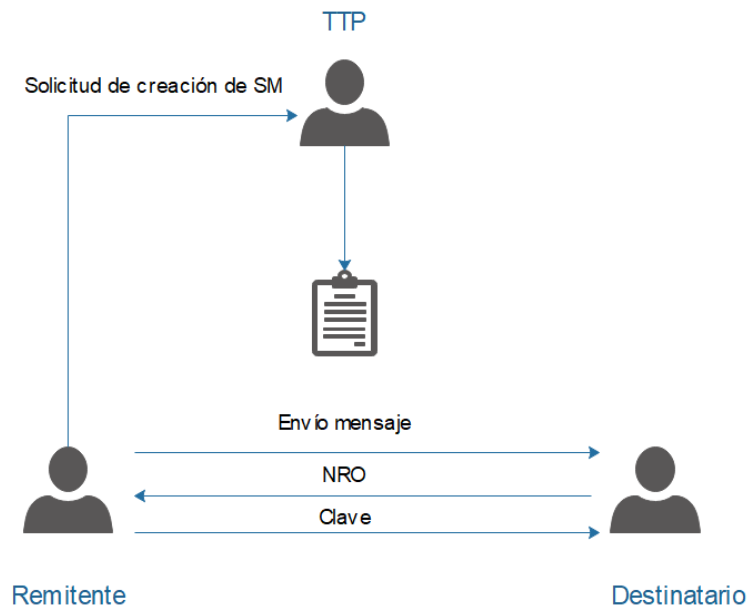 TTP
Solicitud de creación de SM
Envío mensaje
NRO
Clave
Remitente
Destinatario